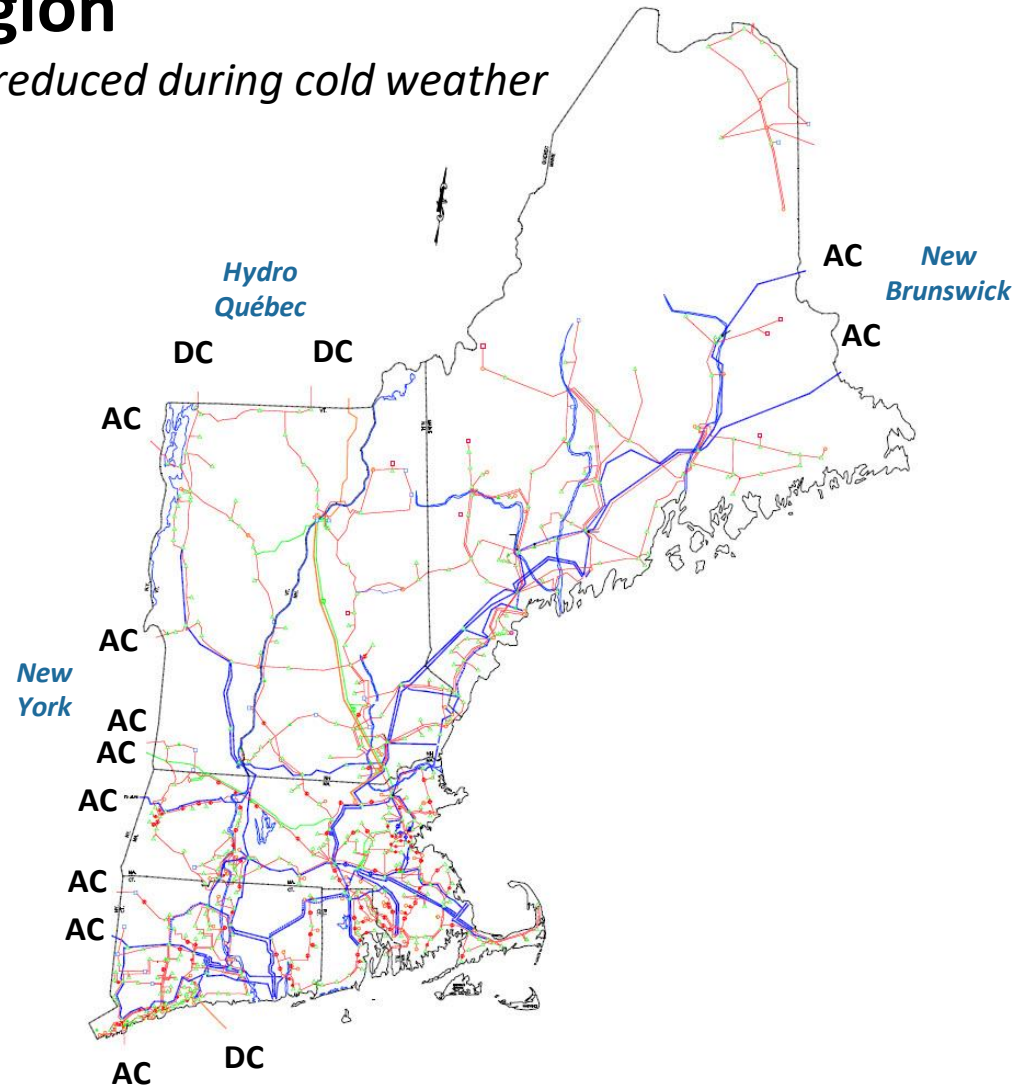 gion
reduced during cold weather
AC
New
Brunswick
Hydro
Québec
AC
DC
DC
AC
AC
New
York
AC
AC
AC
AC
AC
DC
AC